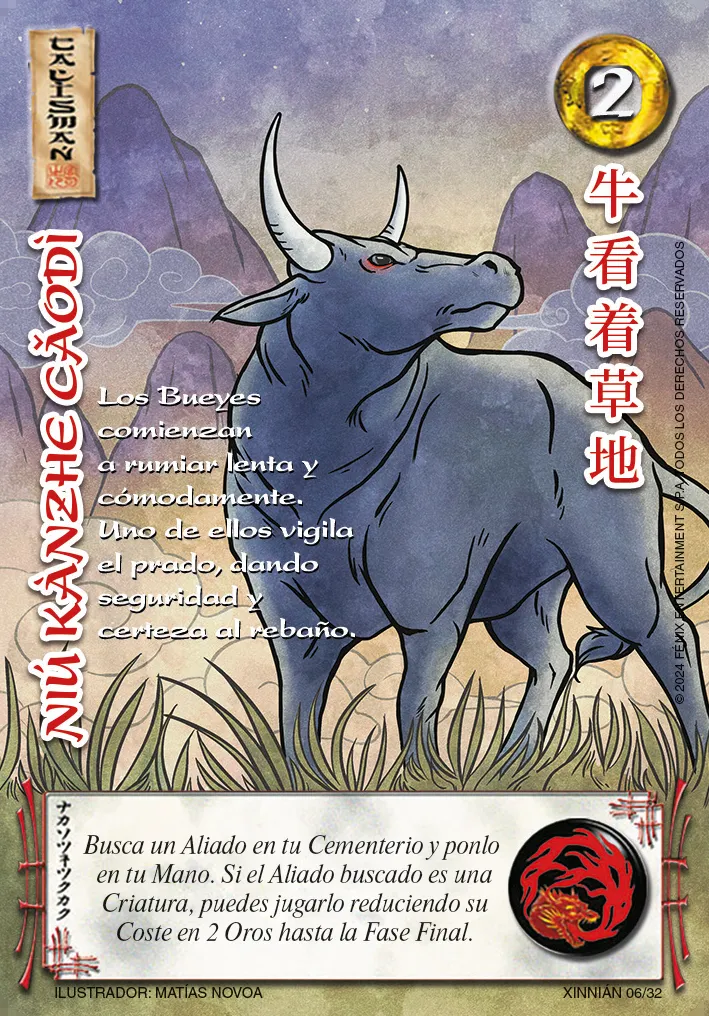 TALISMAN
2
牛看着草地
NIÚ KÀNZHE CǍODÌ
Los Bueyes
comienzan
a rumiar lenta y
cómodamente.
Uno de ellos vigila
el prado, dando
seguridad y
certeza al rebaño.
© 2024 FÉNIX ENTERTAINMENT S.P.A. TODOS LOS DERECHOS RESERVADOS
ナカソツネツクカク
Busca un Aliado en tu Cementerio y ponlo
en tu Mano. Si el Aliado buscado es una
Criatura, puedes jugarlo reduciendo su
Coste en 2 Oros hasta la Fase Final.
ILUSTRADOR: MATÍAS NOVOA
XINNIÁN 06/32